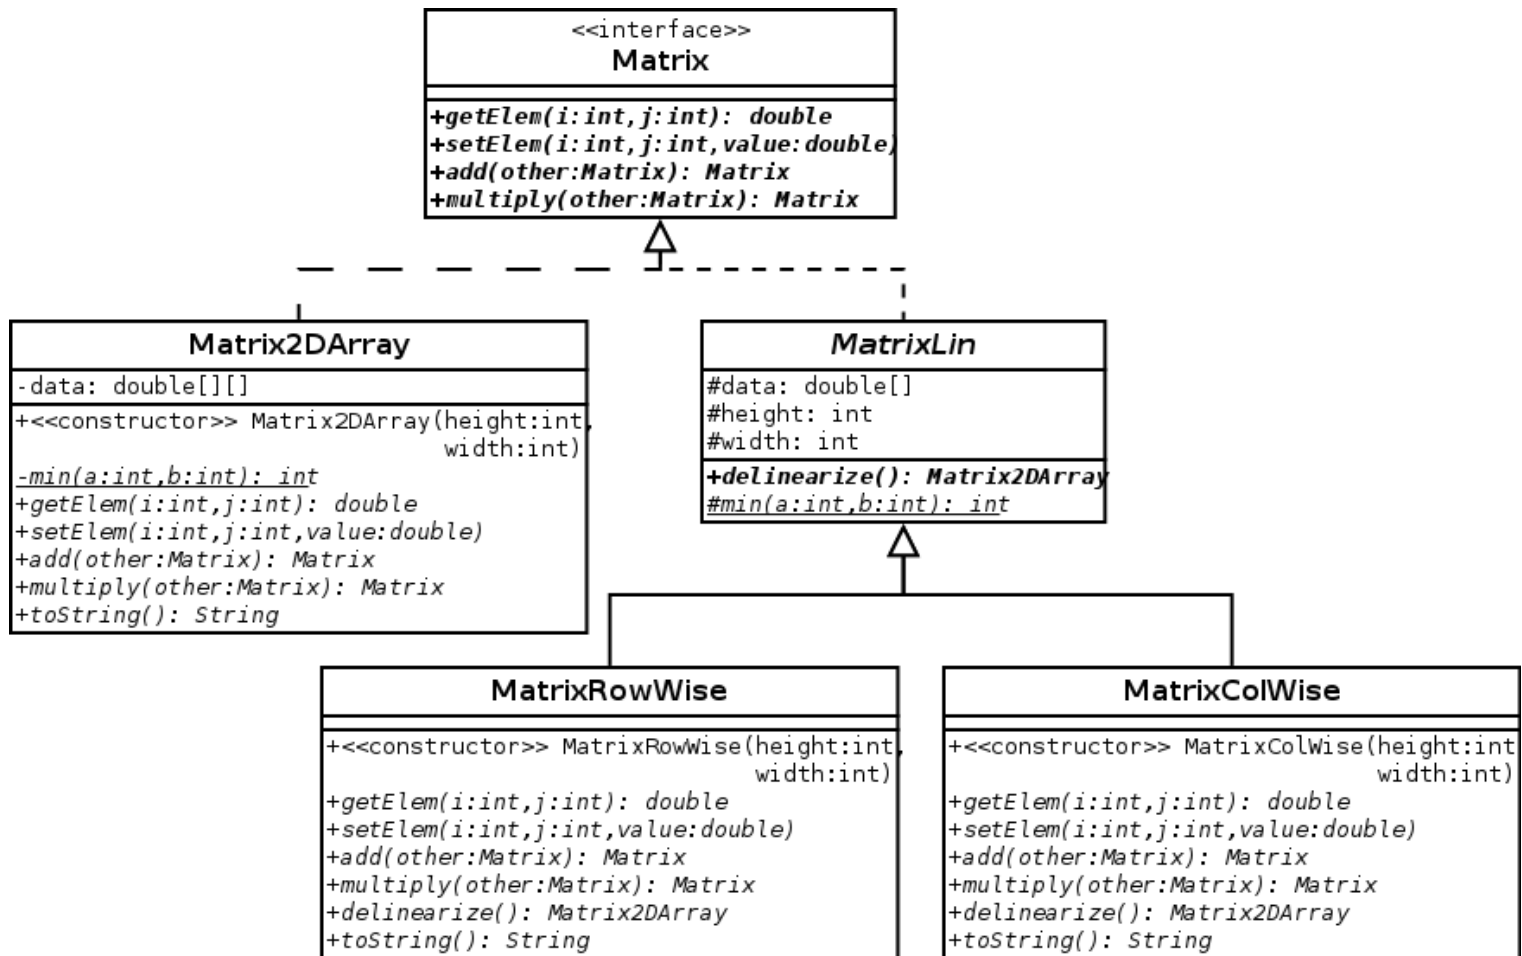 <<interface>>
Matrix
+getElem(i:int,j:int): double
+setElem(i:int,j:int,value:double)
+add(other:Matrix): Matrix
+multiply(other:Matrix): Matrix
Matrix2DArray
-data: double[][]
+<<constructor>> Matrix2DArray(height:int,
width:int)
-min(a:int,b:int): int
+getElem(i:int,j:int): double
+setElem(i:int,j:int,value:double)
+add(other:Matrix): Matrix
+multiply(other:Matrix): Matrix
+toString(): String
MatrixLin
#data: double[]
#height: int
#width: int
+delinearize(): Matrix2DArray
#min(a:int,b:int): int
MatrixRowWise
+<<constructor>> MatrixRowWise(height:int,
width:int)
+getElem(i:int,j:int): double
+setElem(i:int,j:int,value:double)
+add(other:Matrix): Matrix
+multiply(other:Matrix): Matrix
+delinearize(): Matrix2DArray
+toString(): String
MatrixColWise
+<<constructor>> MatrixColWise(height:int
width:int)
+getElem(i:int,j:int): double
+setElem(i:int,j:int,value:double)
+add(other:Matrix): Matrix
+multiply(other:Matrix): Matrix
+delinearize(): Matrix2DArray
+toString(): String